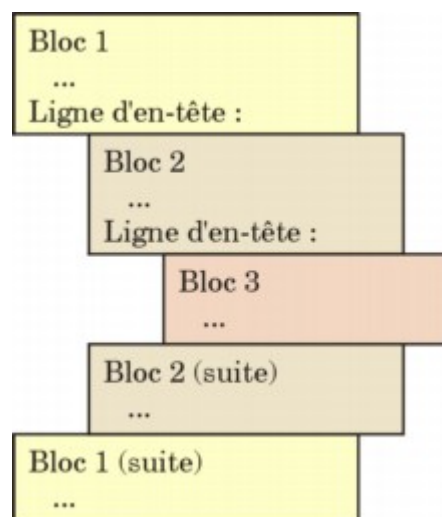 Bloc 1
...
Ligne d'en-tête :
Bloc 2
...
Ligne d'en-tête :
Bloc 3
...
Bloc 2 (suite)
...
Bloc 1 (suite)
...